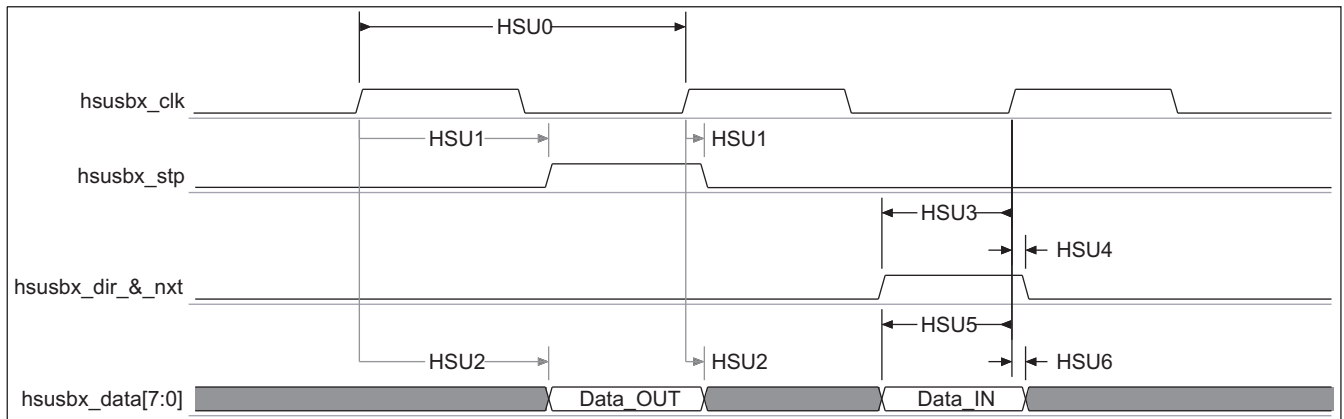 HSU0
hsusbx_clk
HSU1 HSU1
hsusbx_stp
HSU3
HSU4
hsusbx_dir_&_nxt
HSU5
HSU2 HSU2 HSU6
hsusbx_data[7:0] Data_OUT Data_IN